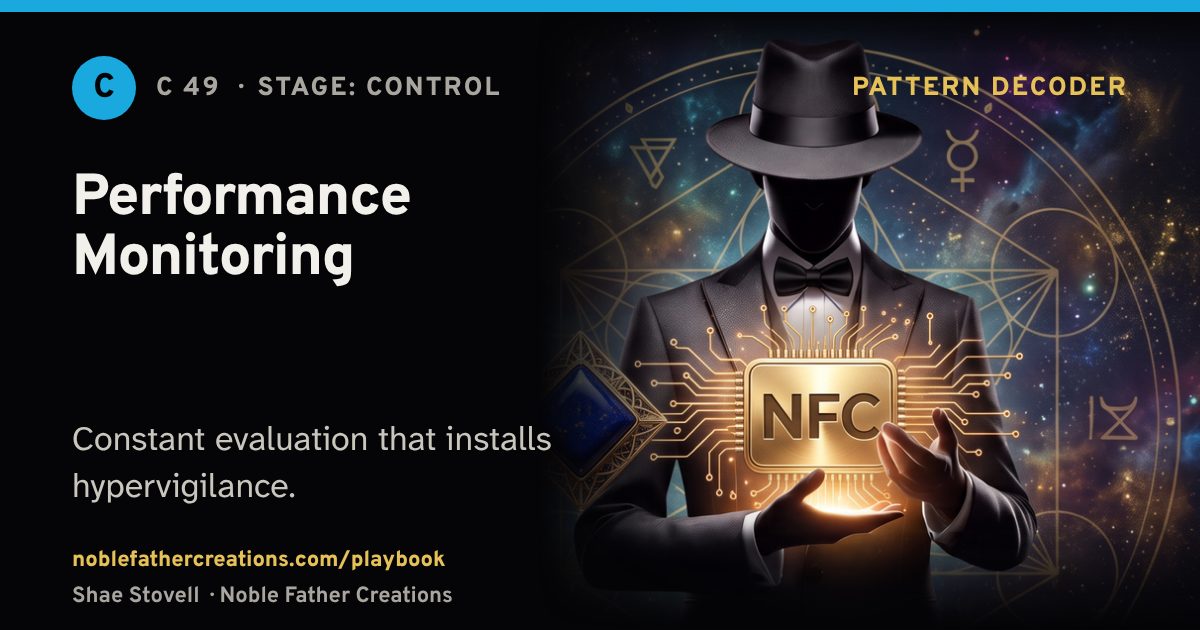 C
C 49 · STAGE: CONTROL
PATTERN DECODER
Performance
Monitoring
NFC
Constant evaluation that installs
hypervigilance.
noblefathercreations.com/playbook
Shae Stovell · Noble Father Creations